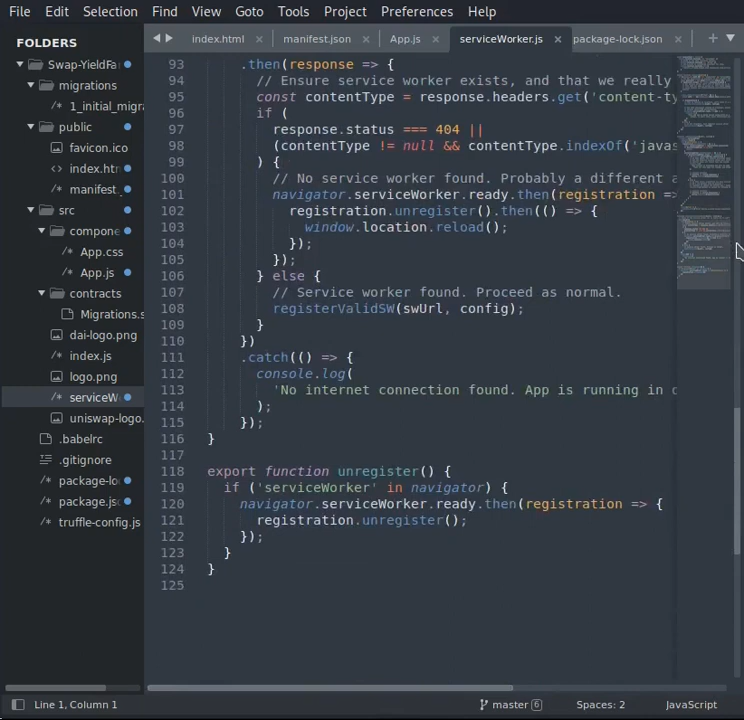 File Edit Selection Find View Goto Tools Project Preferences Help
FOLDERS
Swap-YieldFa
migrations
1_initial_migra
public
favicon.ico
index.htm
manifest
src
compone
App.css
App.js
contracts
Migrations.s
dai-logo.png
index.js
logo.png
serviceW
uniswap-logo.
.babelrc
.gitignore
package-lo
package.jso
truffle-config.js
index.html manifest.json App.js serviceWorker.js package-lock.json
93 .then(response => {
94 // Ensure service worker exists, and that we really
95 const contentType = response.headers.get('content-ty
96 if (
97 response.status === 404 ||
98 (contentType != null && contentType.indexOf('javas
99 ) {
100 // No service worker found. Probably a different a
101 navigator.serviceWorker.ready.then(registration =>
102 registration.unregister().then(() => {
103 window.location.reload();
104 });
105 });
106 } else {
107 // Service worker found. Proceed as normal.
108 registerValidSW(swUrl, config);
109 }
110 })
111 .catch(() => {
112 console.log(
113 'No internet connection found. App is running in o
114 );
115 });
116 }
117
118 export function unregister() {
119 if ('serviceWorker' in navigator) {
120 navigator.serviceWorker.ready.then(registration => {
121 registration.unregister();
122 });
123 }
124 }
125
Line 1, Column 1 master 6 Spaces: 2 JavaScript